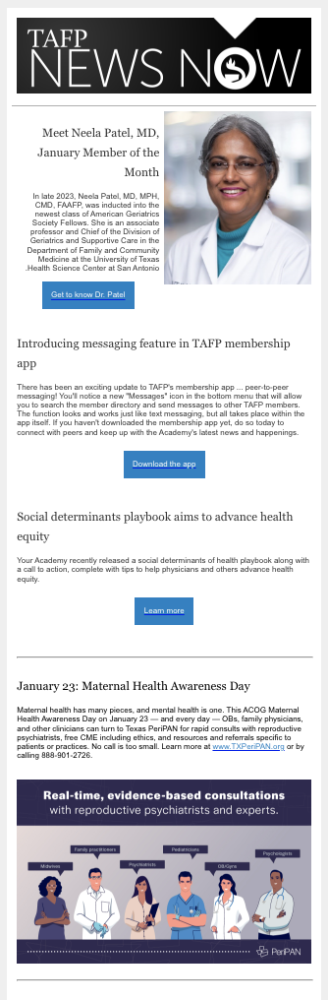 TAFP
NEWS NOW
Meet Neela Patel, MD,
January Member of the
Month
In late 2023, Neela Patel, MD, MPH,
CMD, FAAFP, was inducted into the
newest class of American Geriatrics
Society Fellows. She is an associate
professor and Chief of the Division of
Geriatrics and Supportive Care in the
Department of Family and Community
Medicine at the University of Texas
.Health Science Center at San Antonio
Get to know Dr. Patel
Introducing messaging feature in TAFP membership
app
There has been an exciting update to TAFP's membership app ... peer-to-peer
messaging! You'll notice a new "Messages" icon in the bottom menu that will allow
you to search the member directory and send messages to other TAFP members.
The function looks and works just like text messaging, but all takes place within the
app itself. If you haven't downloaded the membership app yet, do so today to
connect with peers and keep up with the Academy's latest news and happenings.
Download the app
Social determinants playbook aims to advance health
equity
Your Academy recently released a social determinants of health playbook along with
a call to action, complete with tips to help physicians and others advance health
equity.
Learn more
January 23: Maternal Health Awareness Day
Maternal health has many pieces, and mental health is one. This ACOG Maternal
Health Awareness Day on January 23 — and every day — OBs, family physicians,
and other clinicians can turn to Texas PeriPAN for rapid consults with reproductive
psychiatrists, free CME including ethics, and resources and referrals specific to
patients or practices. No call is too small. Learn more at www.TXPeriPAN.org or by
calling 888-901-2726.
Real-time, evidence-based consultations
with reproductive psychiatrists and experts.
Midwives
Family practitioners
Psychiatrists
Pediatricians
OB/Gyns
Psychologists
PeriPAN